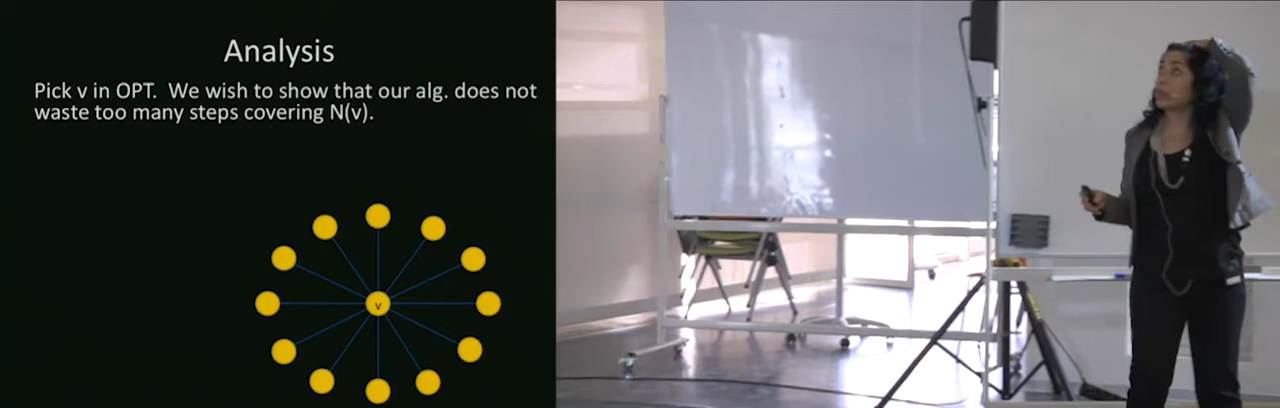 Analysis
Pick v in OPT. We wish to show that our alg. does not
waste too many steps covering N(v).
v